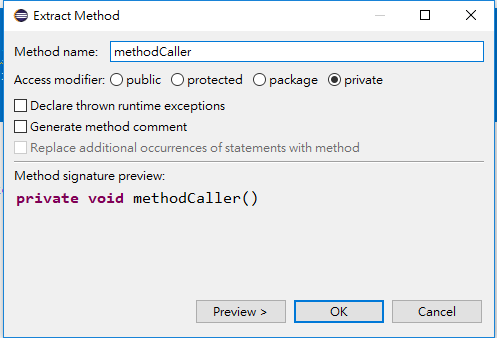 Extract Method
Method name: methodCaller
Access modifier: public protected package private
Declare thrown runtime exceptions
Generate method comment
Replace additional occurrences of statements with method
Method signature preview:
private void methodCaller()
Preview > OK Cancel